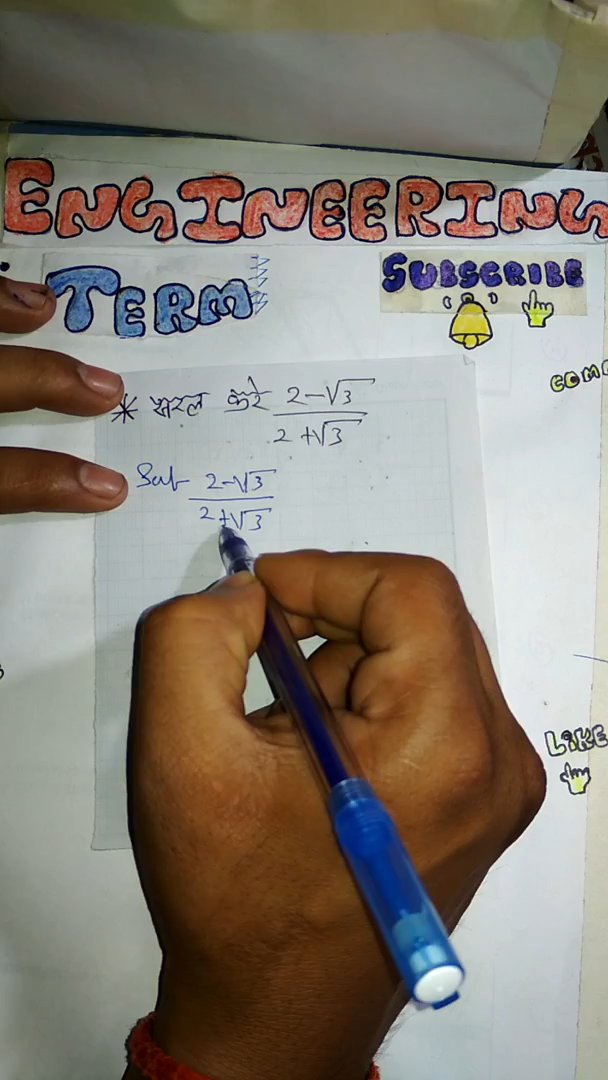 ENGINEERING
TERM
SUBSCRIBE
COM
* सरल करे 2-√3
2+√3
Sol- 2-√3
2+√3
LIKE